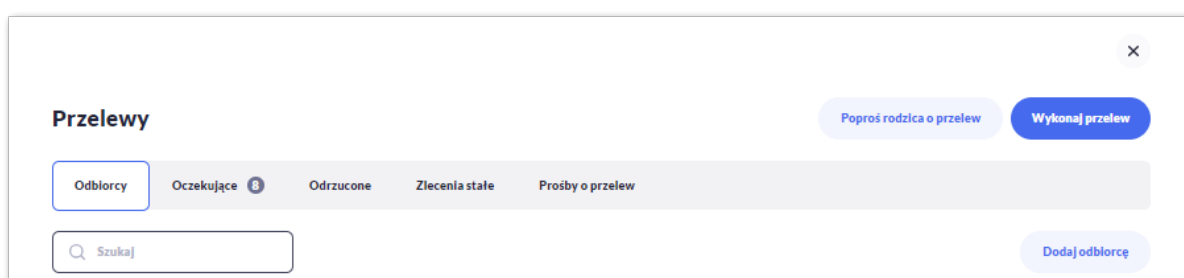 Przelewy
Poproś rodzica o przelew
Wykonaj przelew
Odbiorcy
Oczekujące 8
Odrzucone
Zlecenia stałe
Prośby o przelew
Szukaj
Dodaj odbiorcę